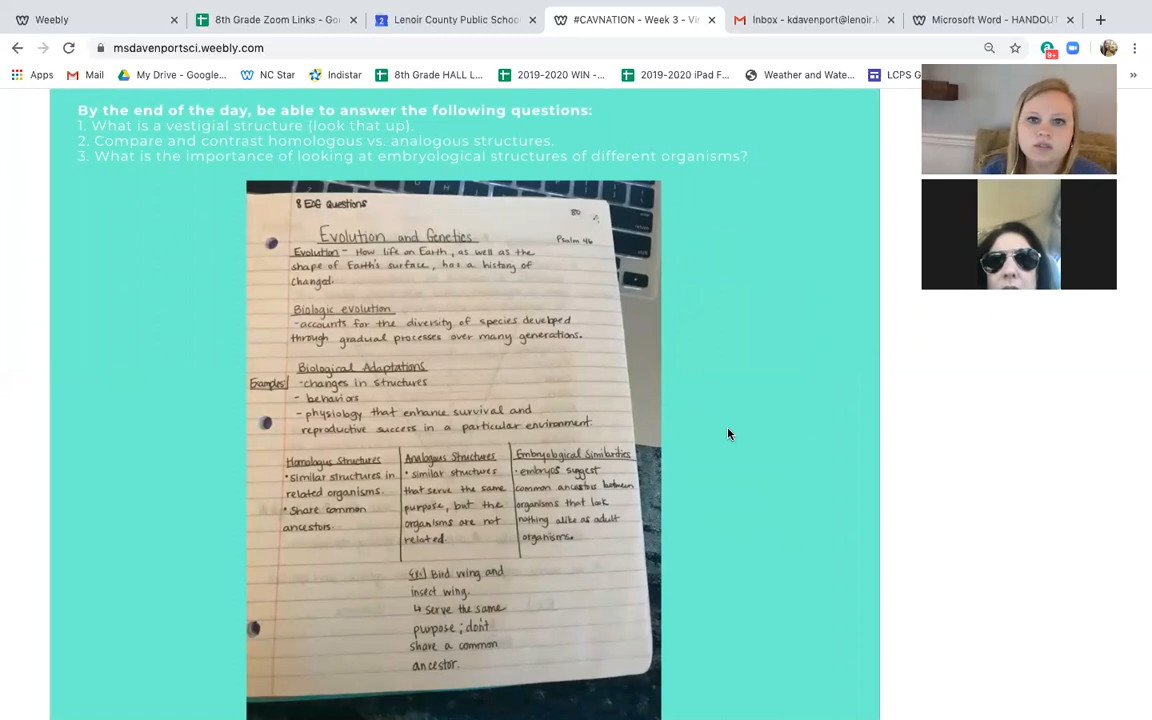 Weebly
8th Grade Zoom Links - Go
Lenoir County Public Schoo
#CAVNATION - Week 3 - Vi
Inbox - kdavenport@lenoir.k
Microsoft Word - HANDOUT
msdavenportsci.weebly.com
Apps
Mail
My Drive - Google...
NC Star
Indistar
8th Grade HALL L...
2019-2020 WIN -...
2019-2020 iPad F...
Weather and Wate...
LCPS G
By the end of the day, be able to answer the following questions:
1. What is a vestigial structure (look that up).
2. Compare and contrast homologous vs. analogous structures.
3. What is the importance of looking at embryological structures of different organisms?
8 EOG Questions
80
Evolution and Genetics
Psalm 46
Evolution - How life on Earth, as well as the
shape of Earth's surface, has a history of
changed.
Biologic evolution
-accounts for the diversity of species developed
through gradual processes over many generations.
Biological Adaptations
Examples
-changes in structures
- behaviors
- physiology that enhance survival and
reproductive success in a particular environment.
Homologus Structures
• similar structures in
related organisms.
• Share common
ancestors.
Analogous Structures
• similar structures
that serve the same
purpose, but the
organisms are not
related.
Embryological Similarities
• embryos suggest
common ancestors between
organisms that look
nothing alike as adult
organisms.
Ex.) Bird wing and
insect wing.
↳ serve the same
purpose; don't
share a common
ancestor.